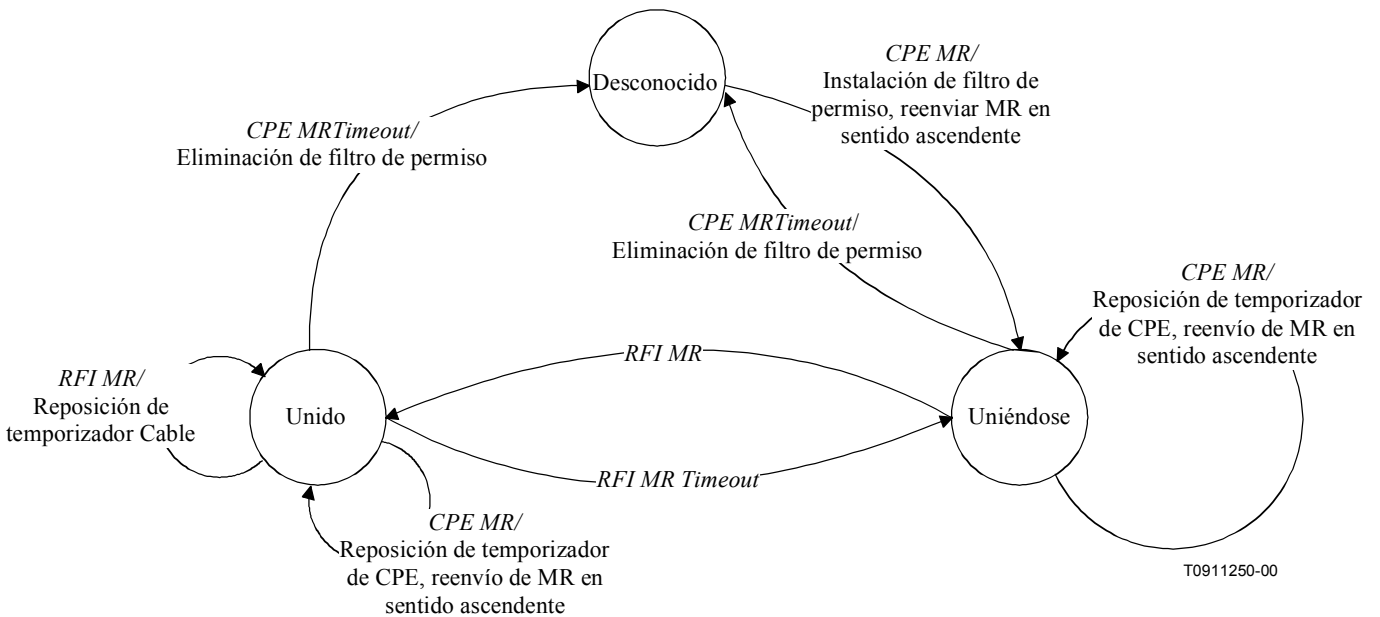 Desconocido
CPE MR/
Instalación de filtro de
permiso, reenviar MR en
sentido ascendente
CPE MRTimeout/
Eliminación de filtro de permiso
CPE MRTimeout/
Eliminación de filtro de permiso
CPE MR/
Reposición de temporizador
de CPE, reenvío de MR en
sentido ascendente
RFI MR
RFI MR/
Reposición de
temporizador Cable
Unido
Uniéndose
RFI MR Timeout
CPE MR/
Reposición de temporizador
de CPE, reenvío de MR en
sentido ascendente
T0911250-00